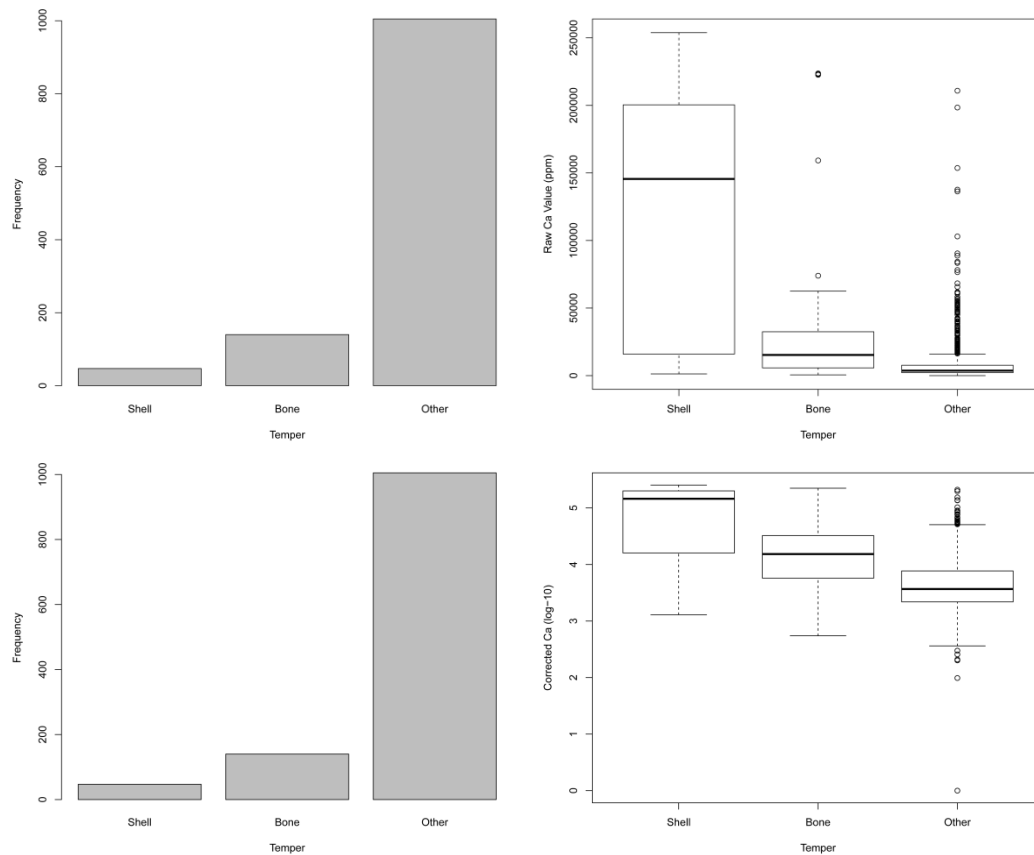 Frequency
0
200
400
600
800
1000
Shell
Bone
Other
Temper
Raw Ca Value (ppm)
0
50000
100000
150000
200000
250000
Shell
Bone
Other
Temper
Frequency
0
200
400
600
800
1000
Shell
Bone
Other
Temper
Corrected Ca (log−10)
0
1
2
3
4
5
Shell
Bone
Other
Temper